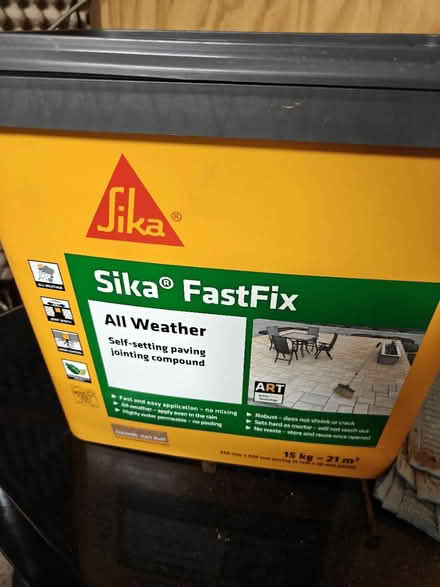 Sika®
Sika® FastFix
All Weather
Self-setting paving
jointing compound
ALL WEATHER
ART
▶ Fast and easy application – no mixing
▶ All-weather – apply even in the rain
▶ Highly water permeable – no pooling
▶ Robust – does not shrink or crack
▶ Sets hard as mortar – will not wash out
No waste – store and reuse once opened
15 kg – 21 m²